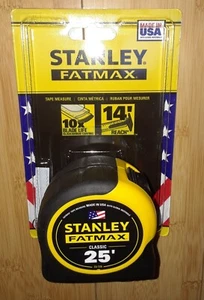 MADE IN
USA
STANLEY
FATMAX
TAPE MEASURE / CINTA MÉTRICA / RUBAN POUR MESURER
10x
BLADE LIFE
14'
REACH
STANLEY
FATMAX
CLASSIC
25'